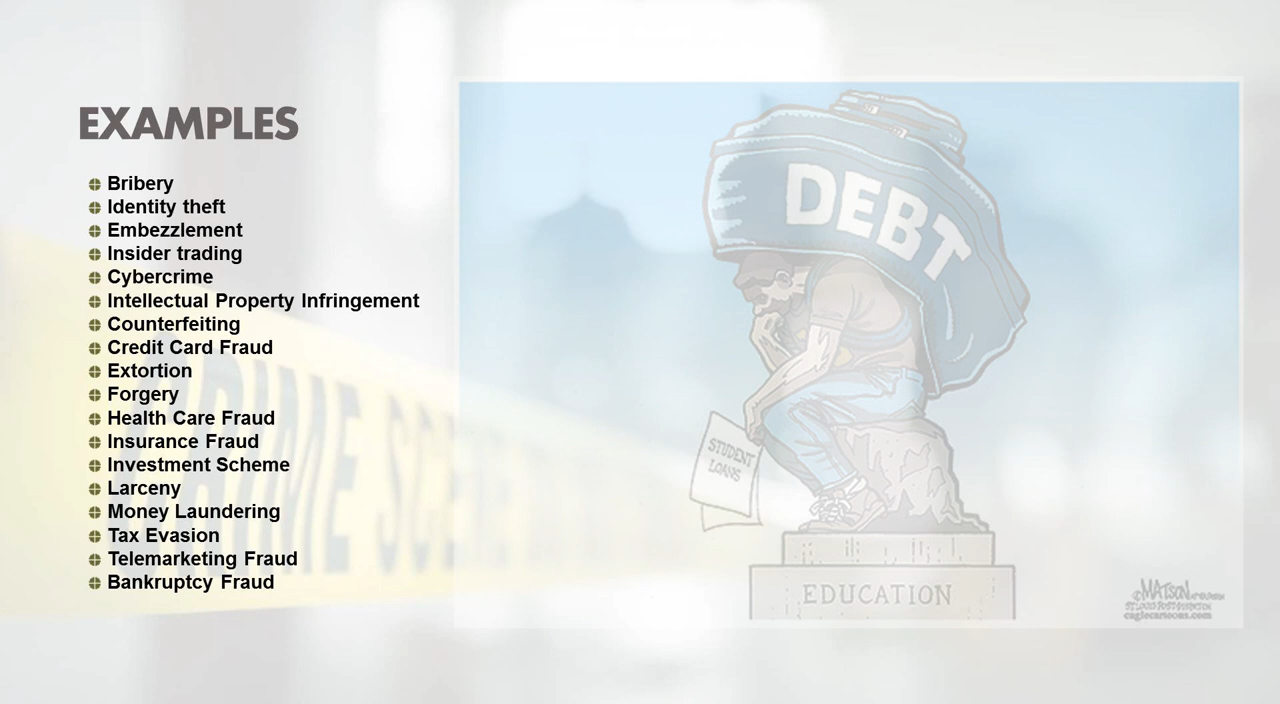 EXAMPLES
Bribery
Identity theft
Embezzlement
Insider trading
Cybercrime
Intellectual Property Infringement
Counterfeiting
Credit Card Fraud
Extortion
Forgery
Health Care Fraud
Insurance Fraud
Investment Scheme
Larceny
Money Laundering
Tax Evasion
Telemarketing Fraud
Bankruptcy Fraud
CRIME SCENE
DEBT
STUDENT
LOANS
EDUCATION
©MATSON
caglecartoons.com